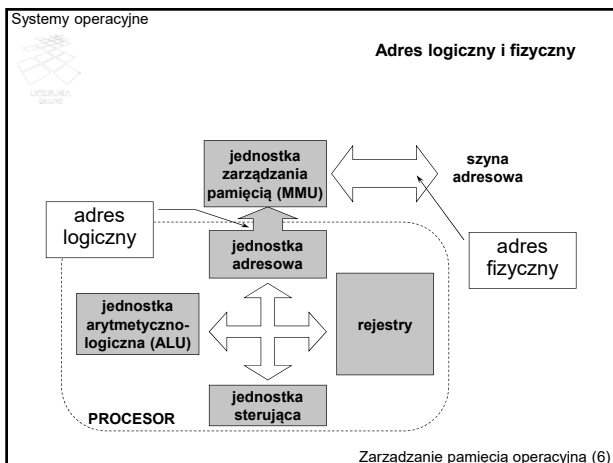 Systemy operacyjne
Adres logiczny i fizyczny
jednostka
zarządzania
pamięcią (MMU)
szyna
adresowa
adres
logiczny
jednostka
adresowa
adres
fizyczny
jednostka
arytmetyczno-
logiczna (ALU)
rejestry
jednostka
sterująca
PROCESOR
Zarządzanie pamięcią operacyjną (6)